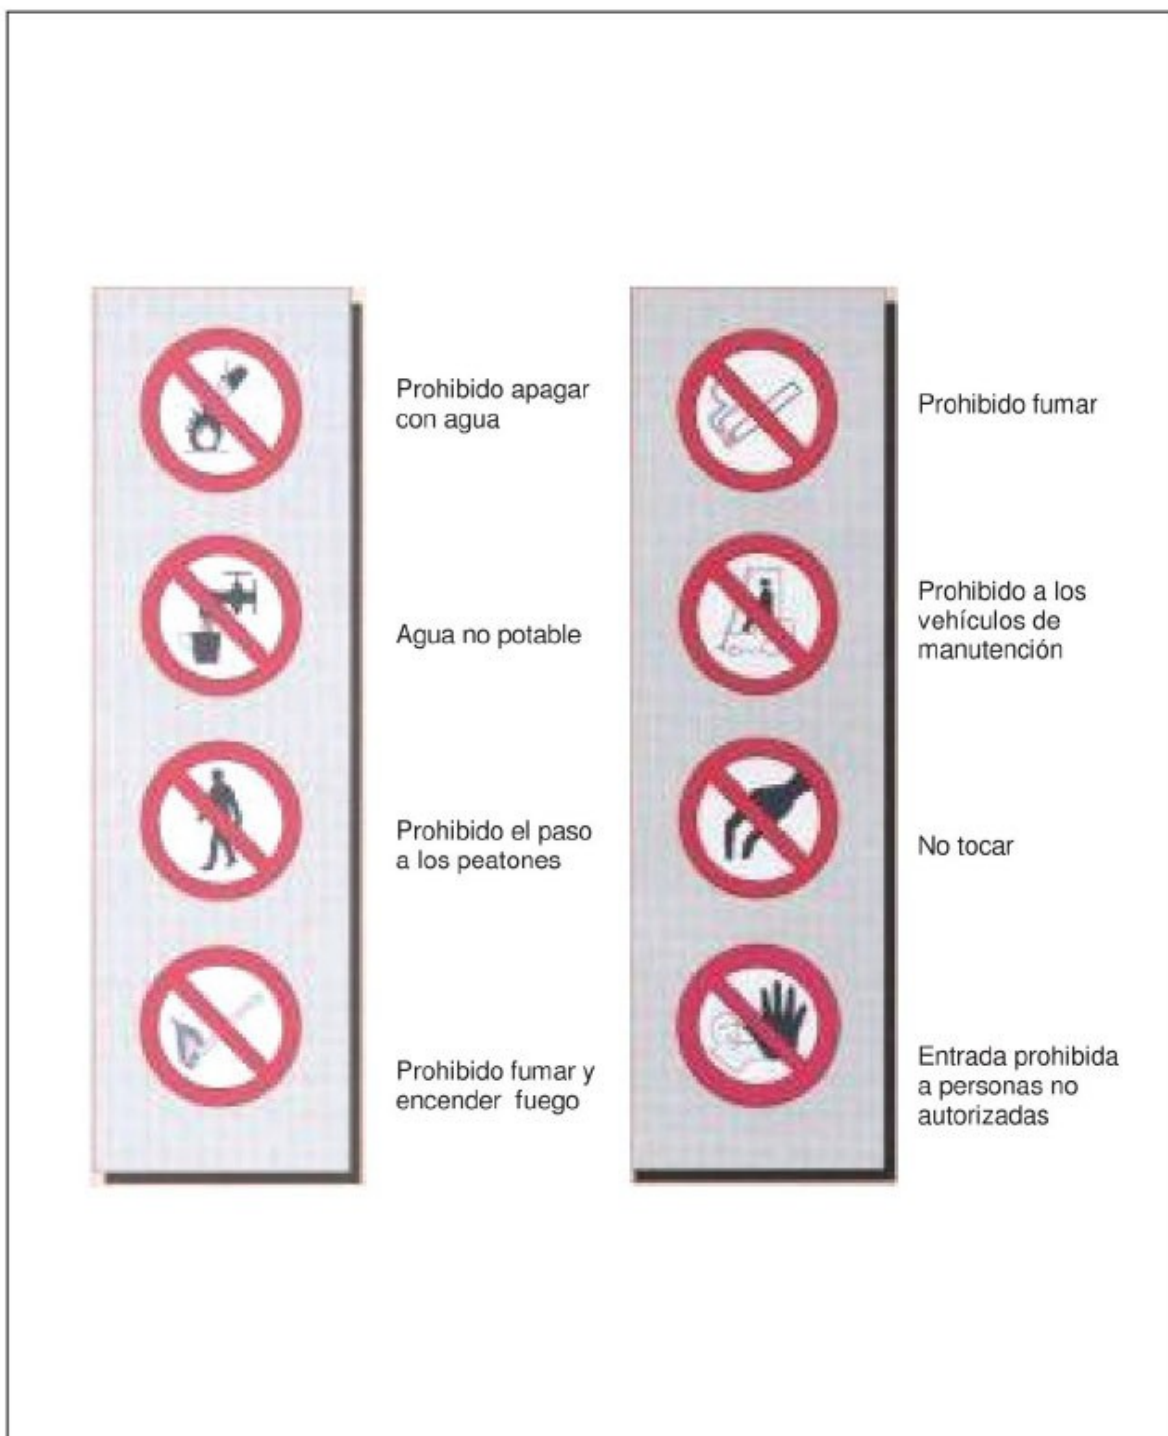 Prohibido apagar
con agua
Agua no potable
Prohibido el paso
a los peatones
Prohibido fumar y
encender fuego
Prohibido fumar
Prohibido a los
vehículos de
manutención
No tocar
Entrada prohibida
a personas no
autorizadas